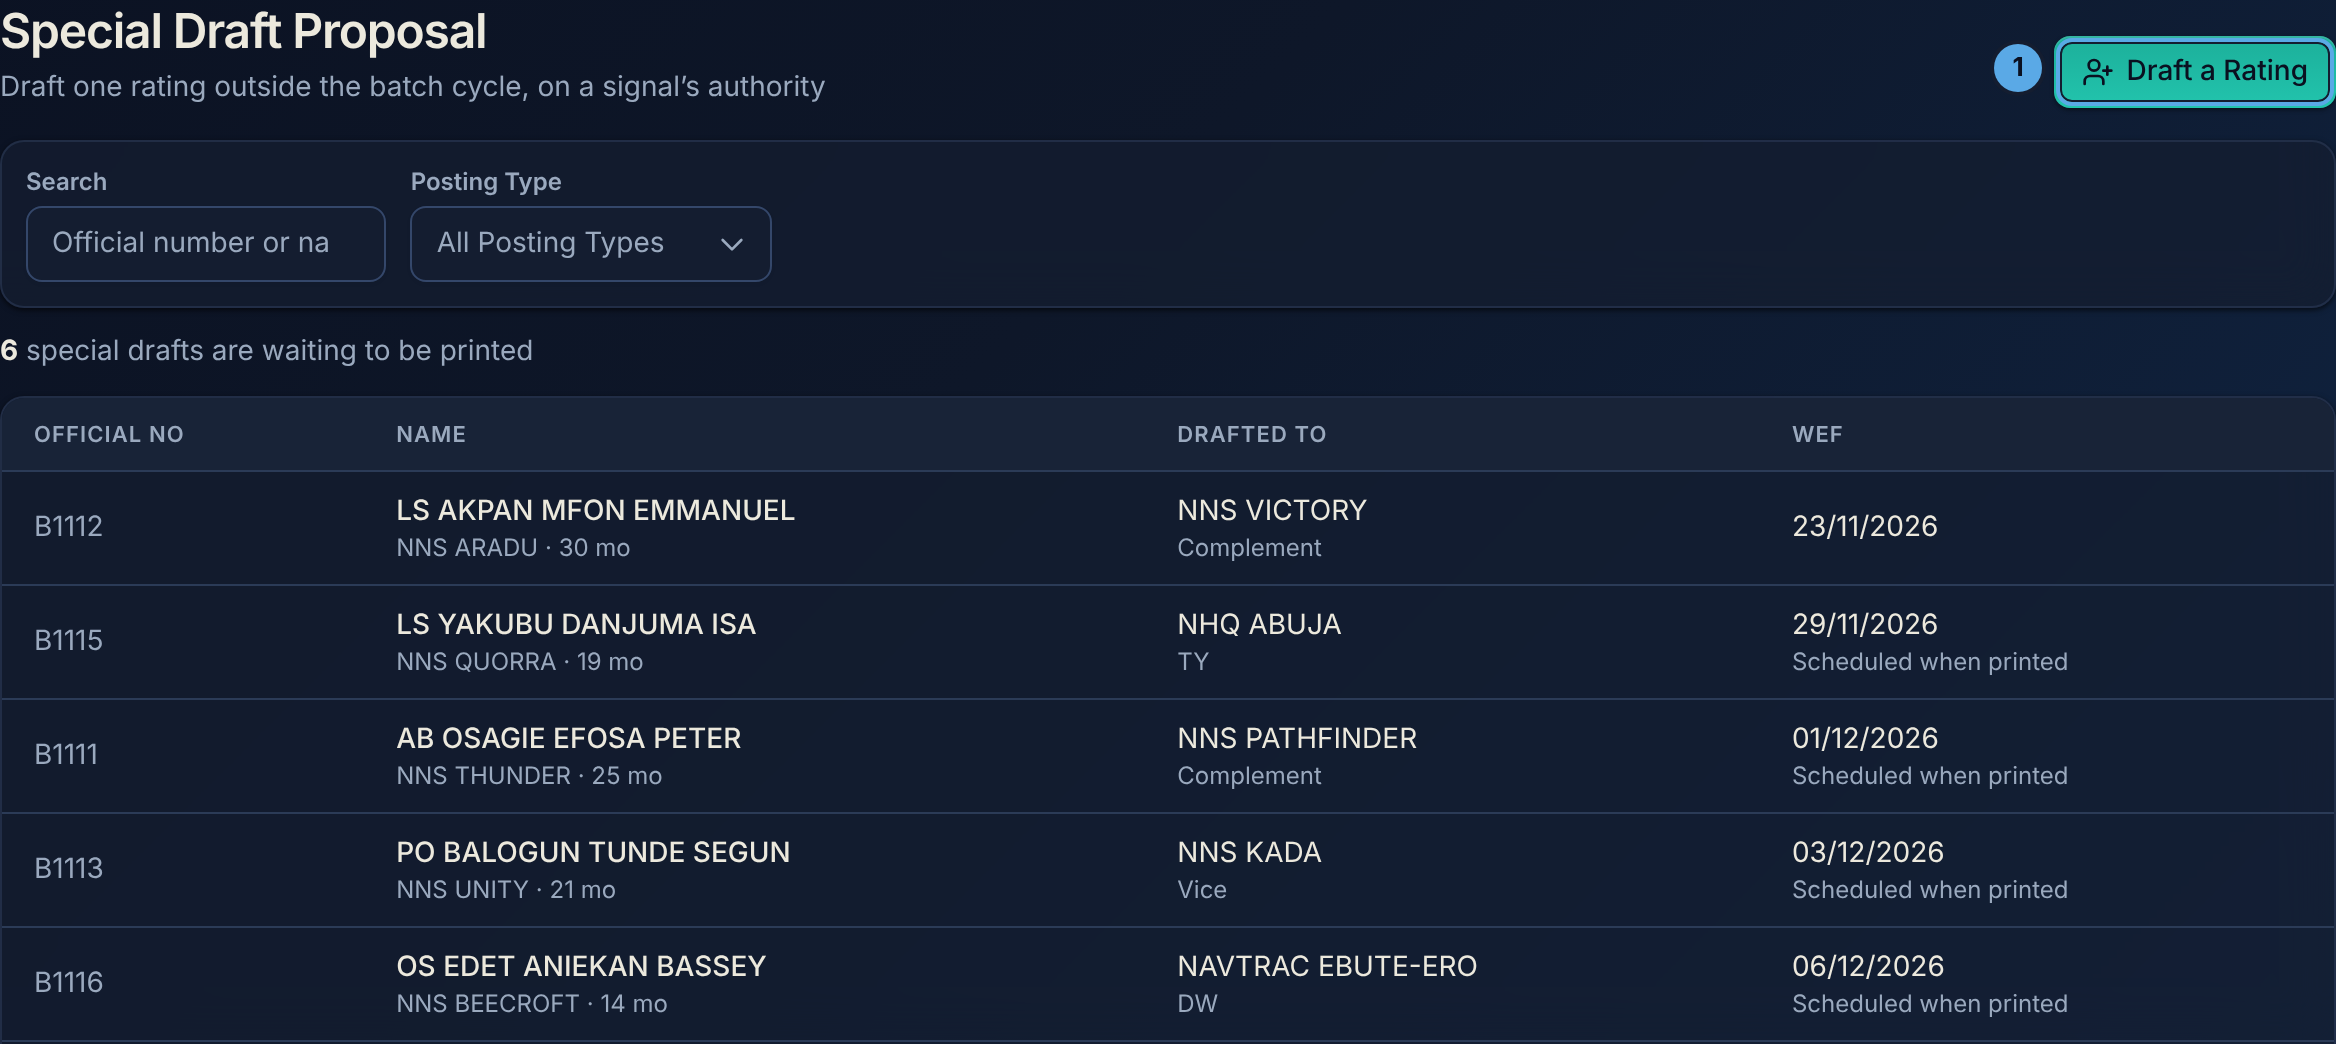 Special Draft Proposal
Draft one rating outside the batch cycle, on a signal’s authority
1
Draft a Rating
Search
Posting Type
Official number or na
All Posting Types
6 special drafts are waiting to be printed
OFFICIAL NO NAME DRAFTED TO WEF
B1112
LS AKPAN MFON EMMANUEL
NNS ARADU · 30 mo
NNS VICTORY
Complement
23/11/2026
B1115
LS YAKUBU DANJUMA ISA
NNS QUORRA · 19 mo
NHQ ABUJA
TY
29/11/2026
Scheduled when printed
B1111
AB OSAGIE EFOSA PETER
NNS THUNDER · 25 mo
NNS PATHFINDER
Complement
01/12/2026
Scheduled when printed
B1113
PO BALOGUN TUNDE SEGUN
NNS UNITY · 21 mo
NNS KADA
Vice
03/12/2026
Scheduled when printed
B1116
OS EDET ANIEKAN BASSEY
NNS BEECROFT · 14 mo
NAVTRAC EBUTE-ERO
DW
06/12/2026
Scheduled when printed